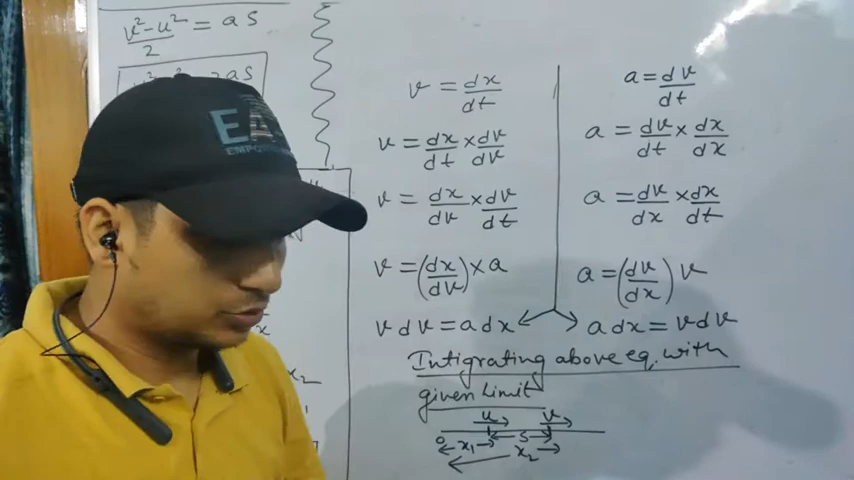 v²-u²/2 = as
v = dx/dt
v = dx/dt × dv/dv
v = dx/dv × dv/dt
v = (dx/dv) × a
v dv = a dx
a = dv/dt
a = dv/dt × dx/dx
a = dv/dx × dx/dt
a = (dv/dx) v
a dx = v dv
Intigrating above eq. with
given Limit
u v
0 x₁ s
x₂
EA